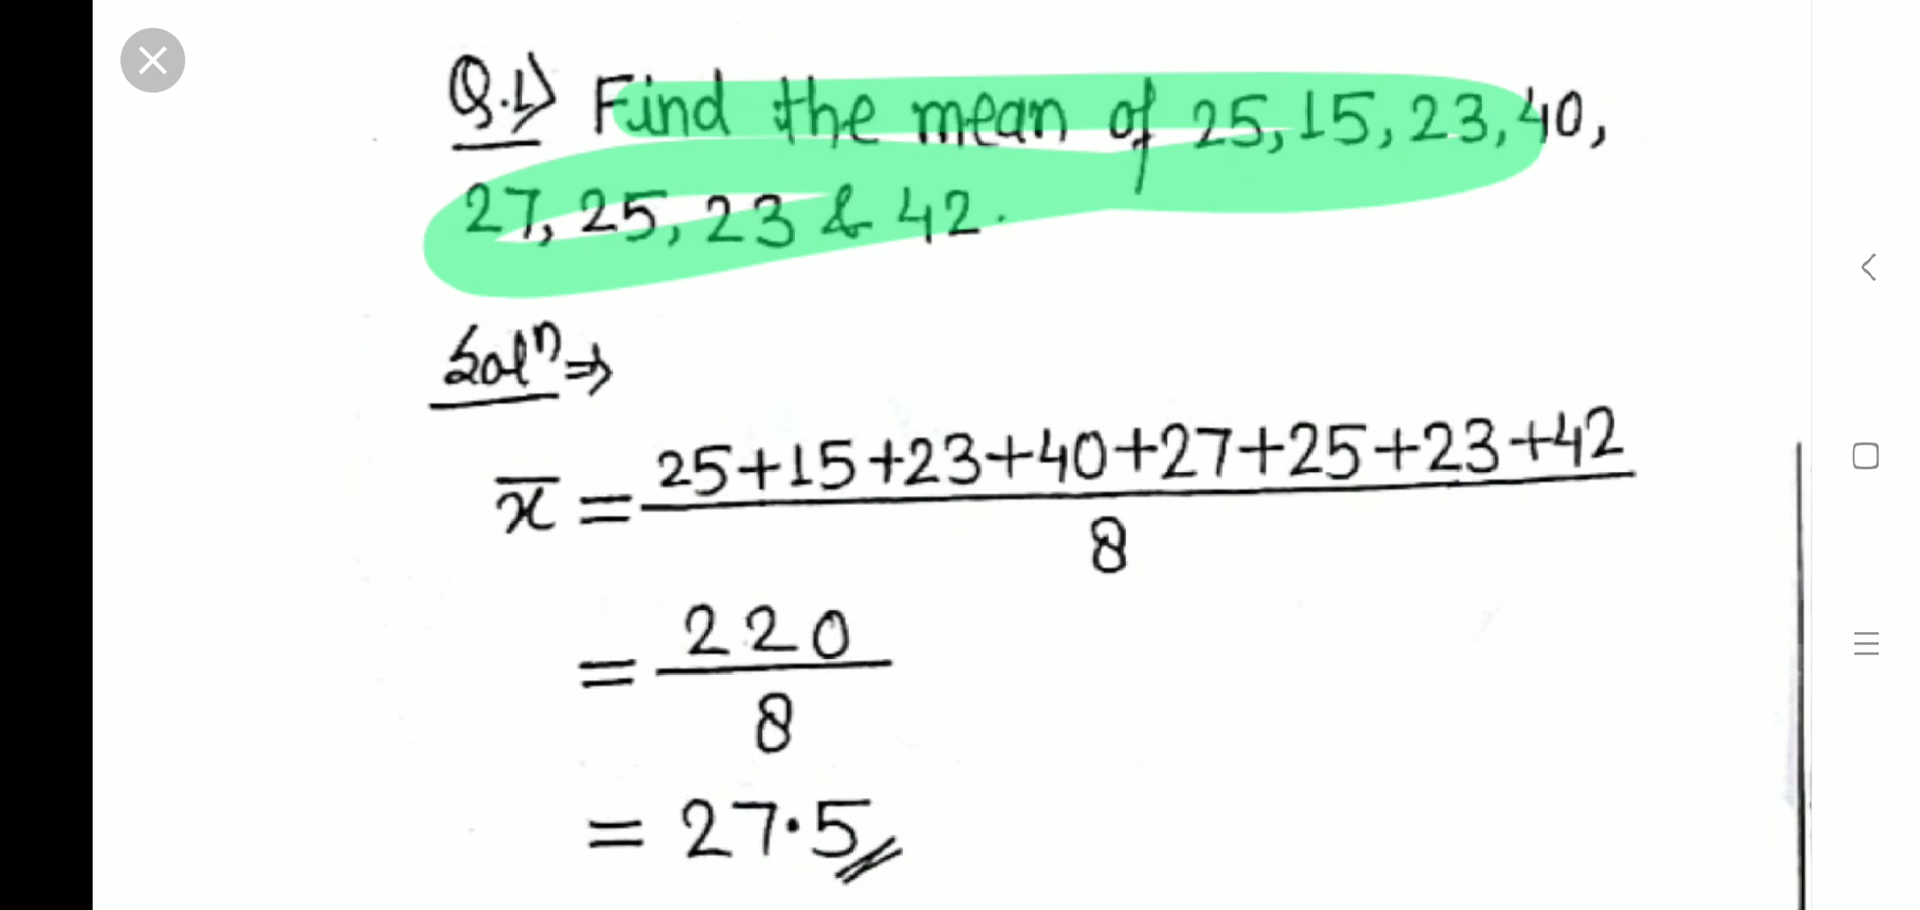 Q.1) Find the mean of 25, 15, 23, 40,
27, 25, 23 & 42.
Solⁿ ⇒
x̅ = 25+15+23+40+27+25+23+42
8
= 220
8
= 27.5